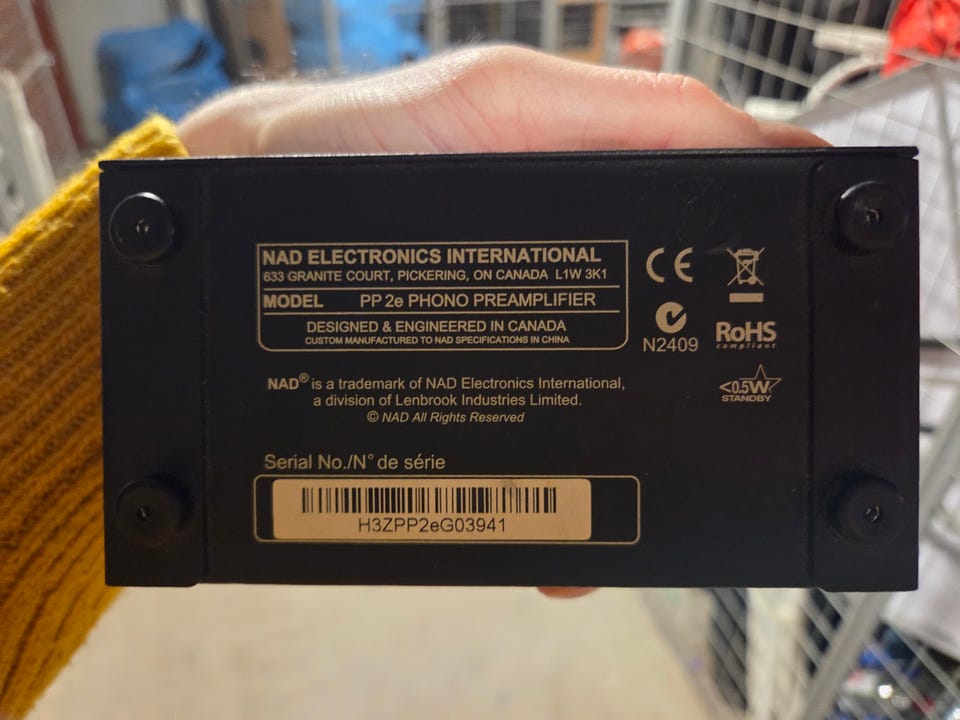 NAD ELECTRONICS INTERNATIONAL
633 GRANITE COURT, PICKERING, ON CANADA L1W 3K1
MODEL PP 2e PHONO PREAMPLIFIER
DESIGNED & ENGINEERED IN CANADA
CUSTOM MANUFACTURED TO NAD SPECIFICATIONS IN CHINA
CE
N2409
RoHS
compliant
<0.5W
STANDBY
NAD® is a trademark of NAD Electronics International,
a division of Lenbrook Industries Limited.
© NAD All Rights Reserved
Serial No./N° de série
H3ZPP2eG03941